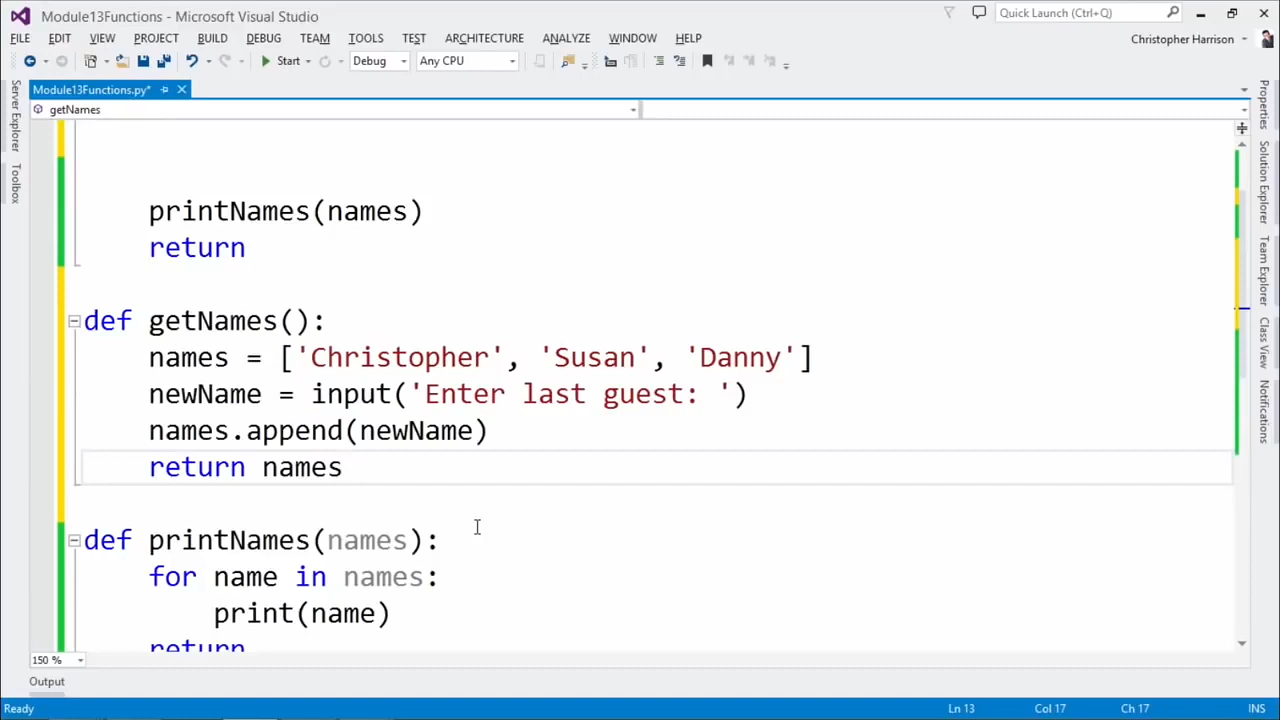 Module13Functions - Microsoft Visual Studio
Quick Launch (Ctrl+Q)
FILE EDIT VIEW PROJECT BUILD DEBUG TEAM TOOLS TEST ARCHITECTURE ANALYZE WINDOW HELP
Christopher Harrison
Start Debug Any CPU
Module13Functions.py*
getNames
Server Explorer
Toolbox
Properties
Solution Explorer
Team Explorer
Class View
Notifications
printNames(names)
return
def getNames():
names = ['Christopher', 'Susan', 'Danny']
newName = input('Enter last guest: ')
names.append(newName)
return names
def printNames(names):
for name in names:
print(name)
return
150 %
Output
Ready Ln 13 Col 17 Ch 17 INS